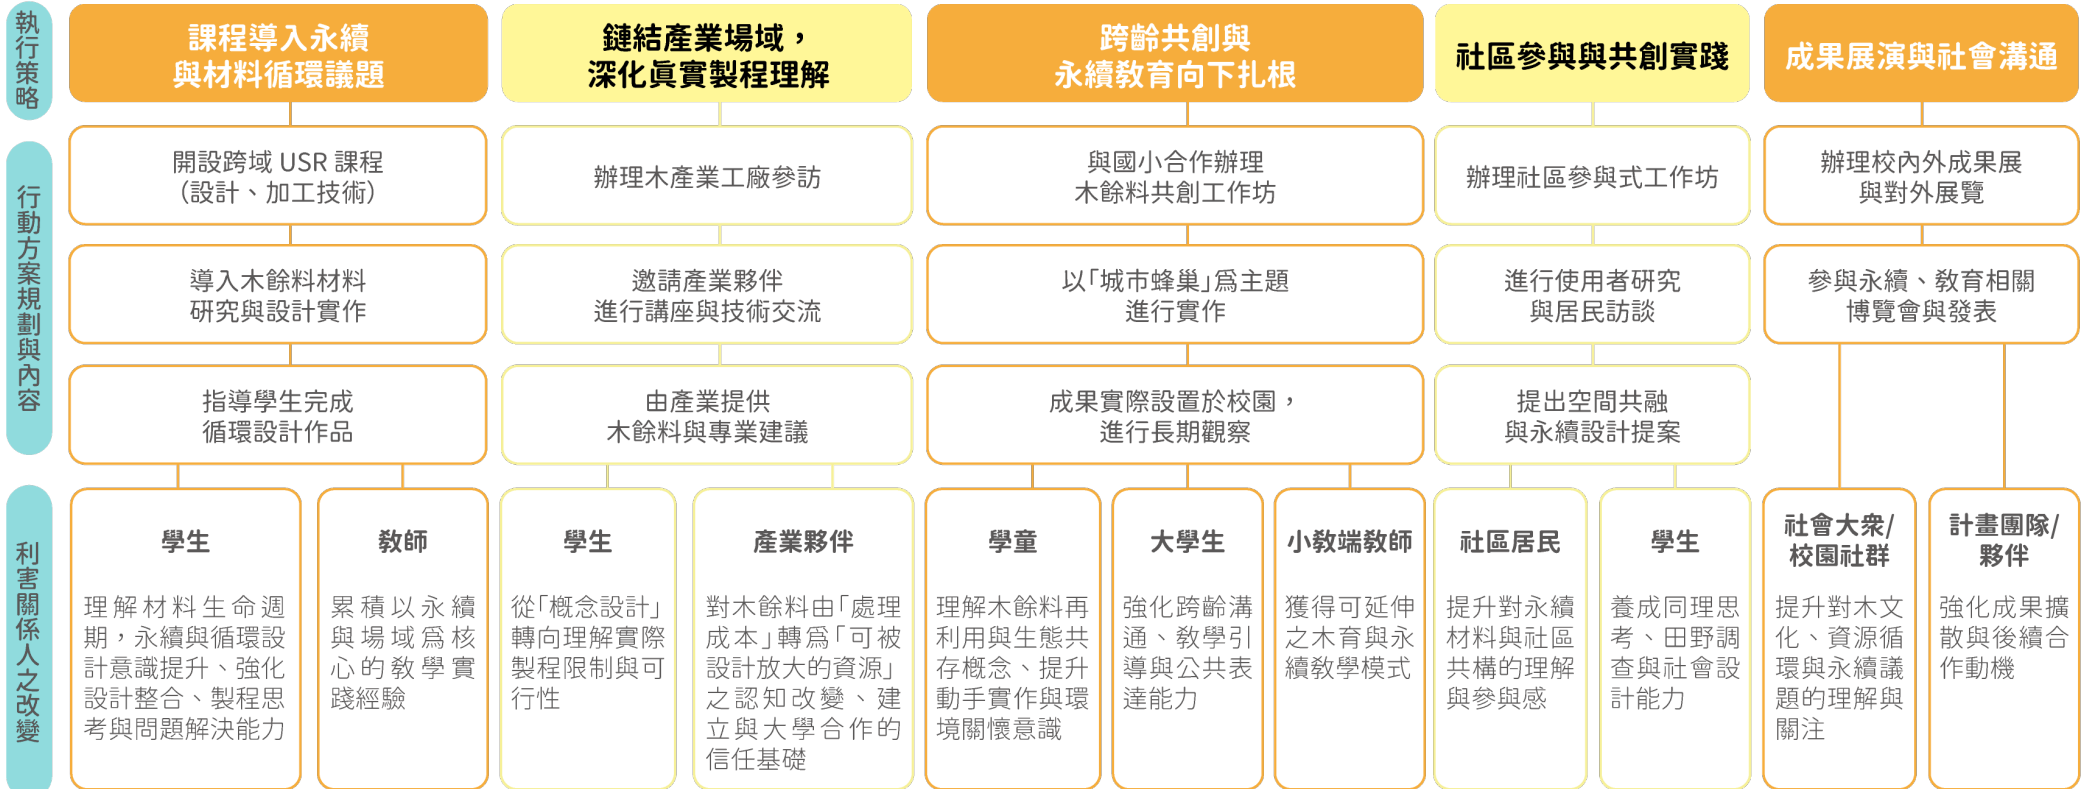 執行策略
課程導入永續
與材料循環議題
鏈結產業場域，
深化真實製程理解
跨齡共創與
永續教育向下扎根
社區參與與共創實踐
成果展演與社會溝通
行動方案規劃與內容
開設跨域 USR 課程
（設計、加工技術）
辦理木產業工廠參訪
與國小合作辦理
木餘料共創工作坊
辦理社區參與式工作坊
辦理校內外成果展
與對外展覽
導入木餘料材料
研究與設計實作
邀請產業夥伴
進行講座與技術交流
以「城市蜂巢」為主題
進行實作
進行使用者研究
與居民訪談
參與永續、教育相關
博覽會與發表
指導學生完成
循環設計作品
由產業提供
木餘料與專業建議
成果實際設置於校園，
進行長期觀察
提出空間共融
與永續設計提案
利害關係人之改變
學生
理解材料生命週
期，永續與循環設
計意識提升、強化
設計整合、製程思
考與問題解決能力
教師
累積以永續
與場域為核
心的教學實
踐經驗
學生
從「概念設計」
轉向理解實際
製程限制與可
行性
產業夥伴
對木餘料由「處理
成本」轉為「可被
設計放大的資源」
之認知改變、建
立與大學合作的
信任基礎
學童
理解木餘料再
利用與生態共
存概念、提升
動手實作與環
境關懷意識
大學生
強化跨齡溝
通、教學引
導與公共表
達能力
小教端教師
獲得可延伸
之木育與永
續教學模式
社區居民
提升對永續
材料與社區
共構的理解
與參與感
學生
養成同理思
考、田野調
查與社會設
計能力
社會大眾/
校園社群
提升對木文
化、資源循
環與永續議
題的理解與
關注
計畫團隊/
夥伴
強化成果擴
散與後續合
作動機